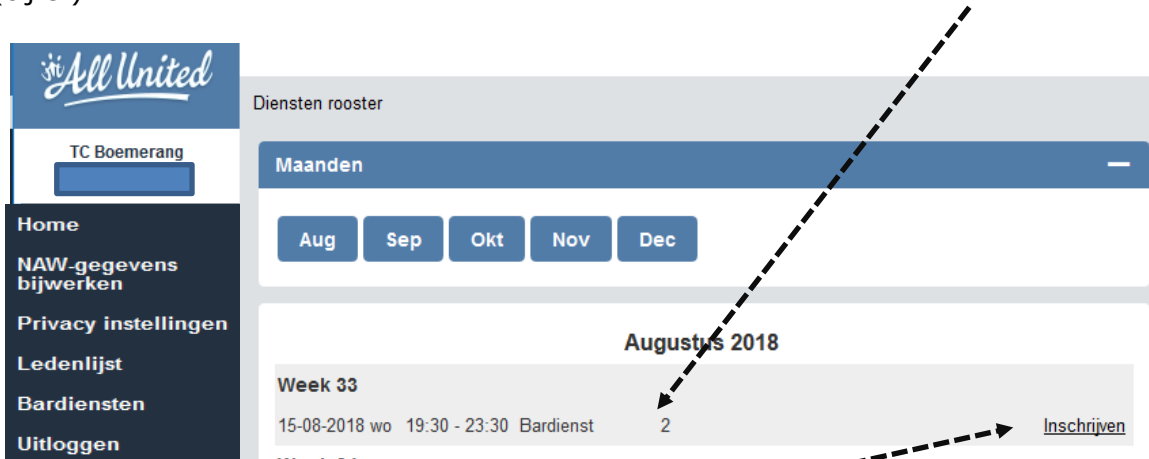 All United
Diensten rooster
TC Boemerang
Maanden
Home
Aug Sep Okt Nov Dec
NAW-gegevens
bijwerken
Privacy instellingen
Augustus 2018
Ledenlijst
Week 33
Bardiensten
15-08-2018 wo 19:30 - 23:30 Bardienst 2 Inschrijven
Uitloggen